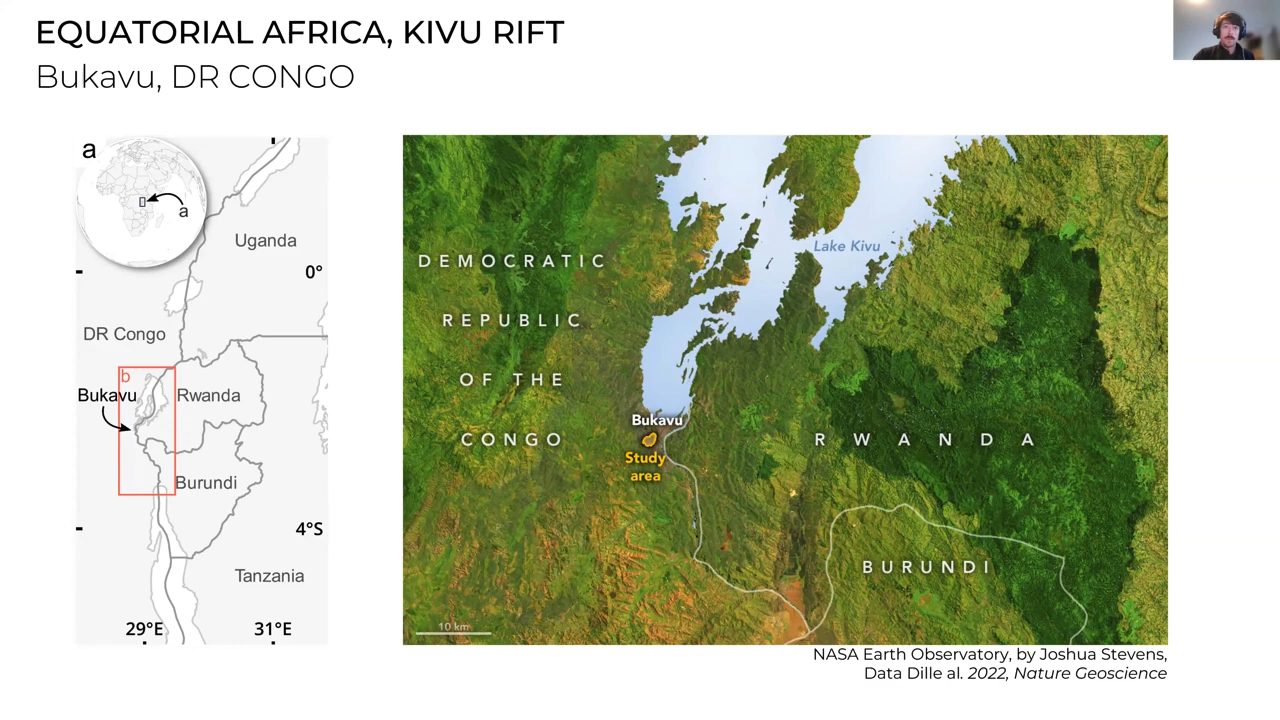 EQUATORIAL AFRICA, KIVU RIFT
Bukavu, DR CONGO
a
a
Uganda
0°
DR Congo
b
Bukavu
Rwanda
Burundi
4°S
Tanzania
29°E
31°E
Lake Kivu
DEMOCRATIC
REPUBLIC
OF THE
CONGO
Bukavu
Study
area
RWANDA
BURUNDI
10 km
NASA Earth Observatory, by Joshua Stevens,
Data Dille al. 2022, Nature Geoscience